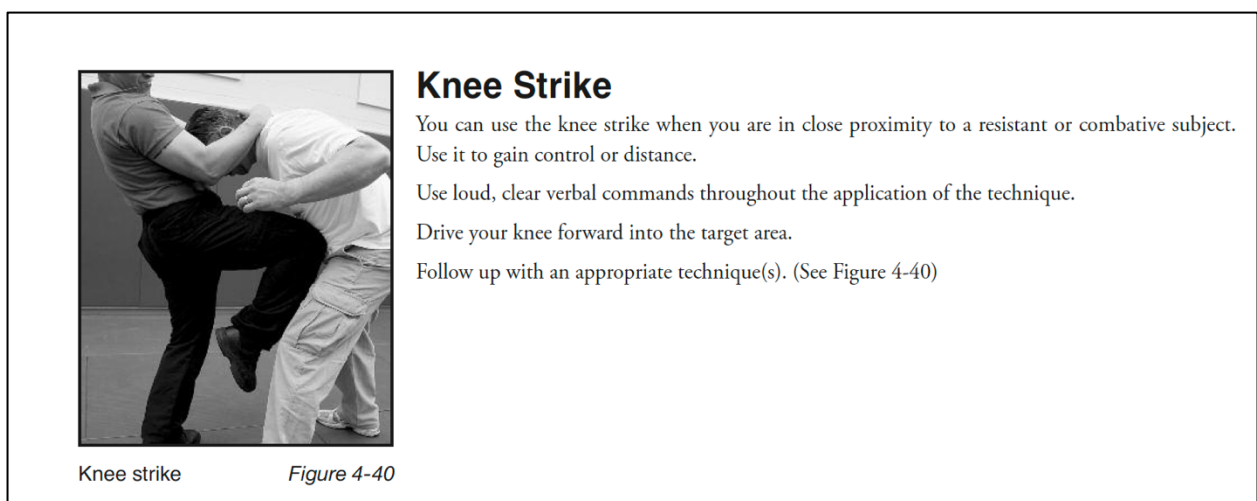 Knee Strike
You can use the knee strike when you are in close proximity to a resistant or combative subject.
Use it to gain control or distance.
Use loud, clear verbal commands throughout the application of the technique.
Drive your knee forward into the target area.
Follow up with an appropriate technique(s). (See Figure 4-40)
Knee strike Figure 4-40